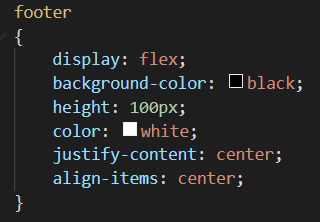 footer
{
    display: flex;
    background-color: black;
    height: 100px;
    color: white;
    justify-content: center;
    align-items: center;
}